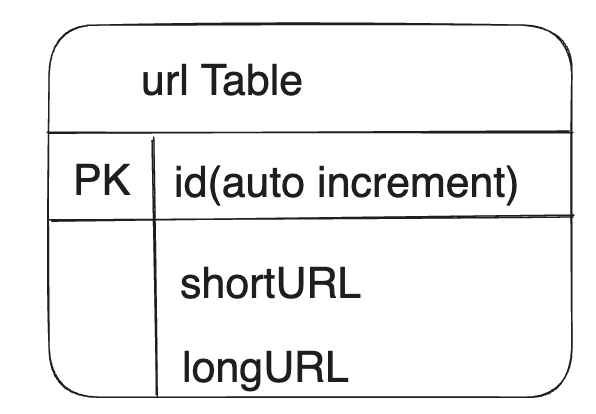 url Table
PK id(auto increment)
shortURL
longURL